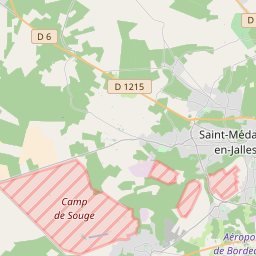 D 6
D 1215
Saint-Méda
en-Jalles
Camp
de Souge
Aéropo
de Bordea